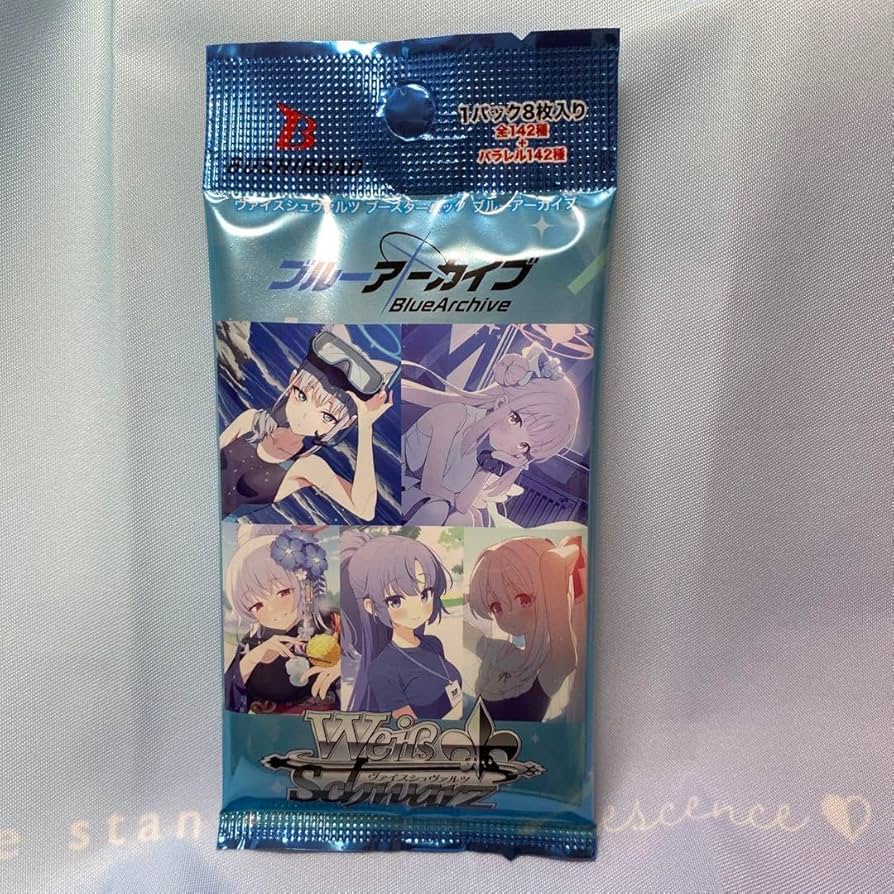 1パック8枚入り
全142種
+
パラレル142種
BUSHIROAD
ヴァイスシュヴァルツ ブースターパック ブルーアーカイブ
ブルーアーカイブ
BlueArchive
Weiß
ヴァイスシュヴァルツ
Schwarz
e stan
escence